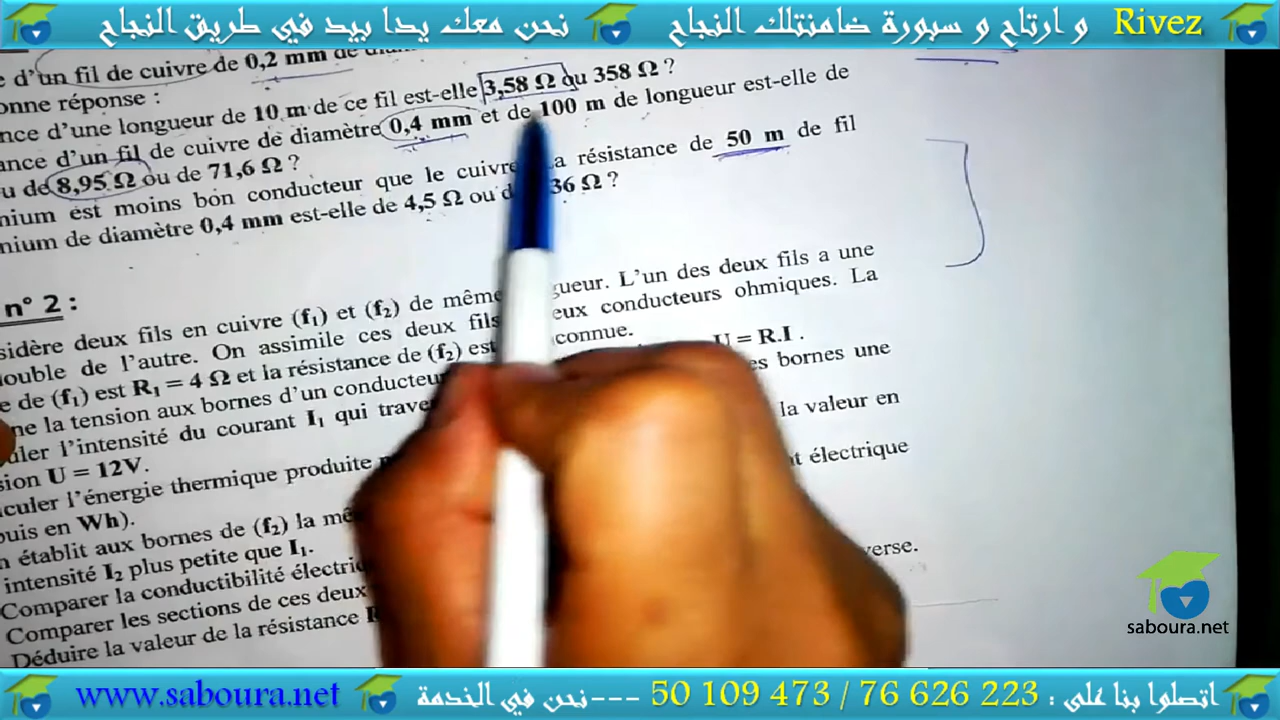 نحن معك يدا بيد في طريق النجاح
و ارتاح و سبورة ضامنتلك النجاح Rivez
e d'un fil de cuivre de 0,2 mm de
onne réponse :
nce d'une longueur de 10 m de ce fil est-elle 3,58 Ω ou 358 Ω ?
ance d'un fil de cuivre de diamètre 0,4 mm et de 100 m de longueur est-elle de
u de 8,95 Ω ou de 71,6 Ω ?
nium est moins bon conducteur que le cuivre. La résistance de 50 m de fil
nium de diamètre 0,4 mm est-elle de 4,5 Ω ou d 36 Ω ?
n° 2 :
sidère deux fils en cuivre (f₁) et (f₂) de même gueur. L'un des deux fils a une
ouble de l'autre. On assimile ces deux fils eux conducteurs ohmiques. La
e de (f₁) est R₁ = 4 Ω et la résistance de (f₂) est connue.
ne la tension aux bornes d'un conducteur U = R.I .
uler l'intensité du courant I₁ qui trave es bornes une
sion U = 12V.
culer l'énergie thermique produite la valeur en
puis en Wh).
n établit aux bornes de (f₂) la mê t électrique
intensité I₂ plus petite que I₁.
Comparer la conductibilité électri verse.
Comparer les sections de ces deux
Déduire la valeur de la résistance R
saboura.net
www.saboura.net
اتصلوا بنا على : 50 109 473 / 76 626 223 ---نحن في الخدمة